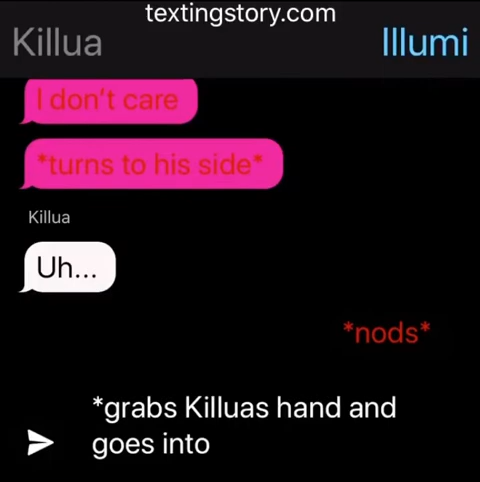 textingstory.com
Killua Illumi
I don't care
*turns to his side*
Killua
Uh...
*nods*
*grabs Killuas hand and
goes into